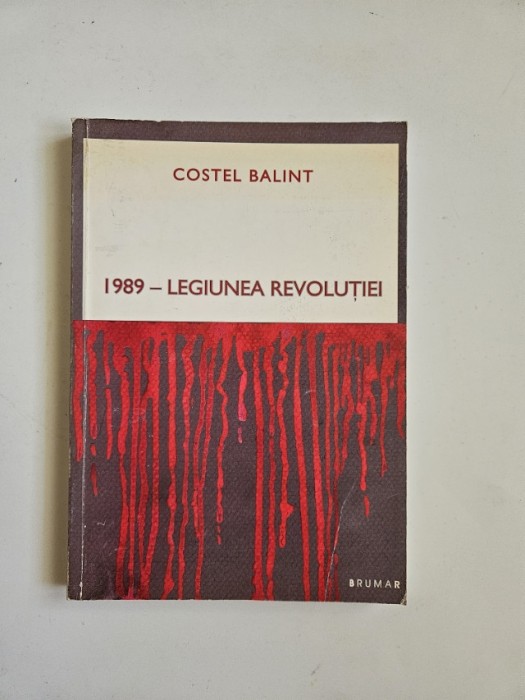 COSTEL BALINT
1989 – LEGIUNEA REVOLUȚIEI
BRUMAR